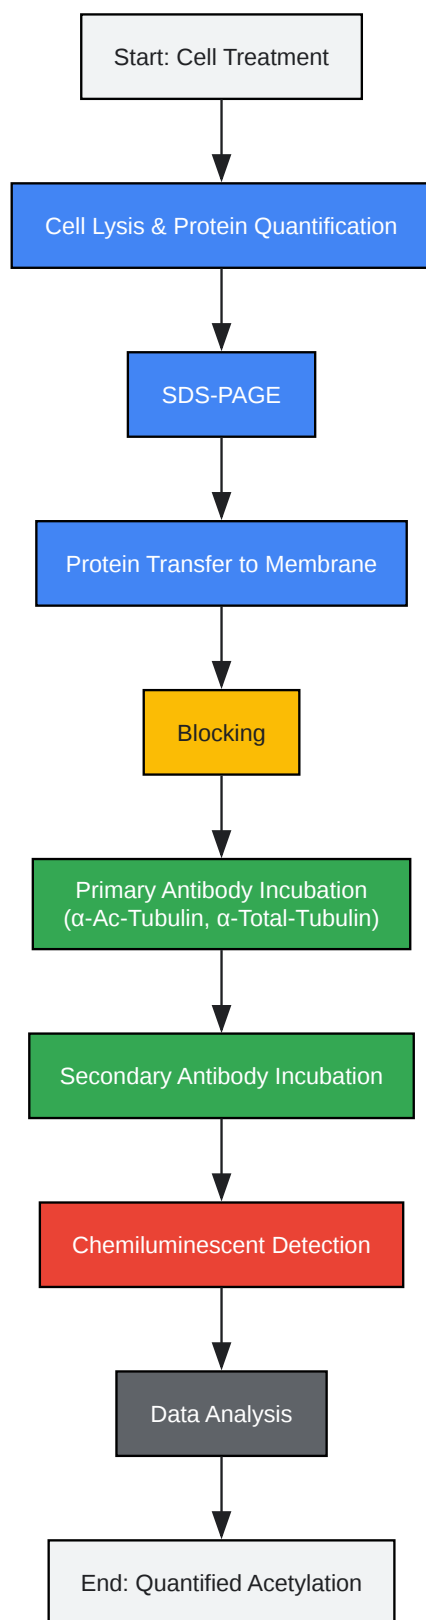 Start: Cell Treatment
Cell Lysis & Protein Quantification
SDS-PAGE
Protein Transfer to Membrane
Blocking
Primary Antibody Incubation
(α-Ac-Tubulin, α-Total-Tubulin)
Secondary Antibody Incubation
Chemiluminescent Detection
Data Analysis
End: Quantified Acetylation